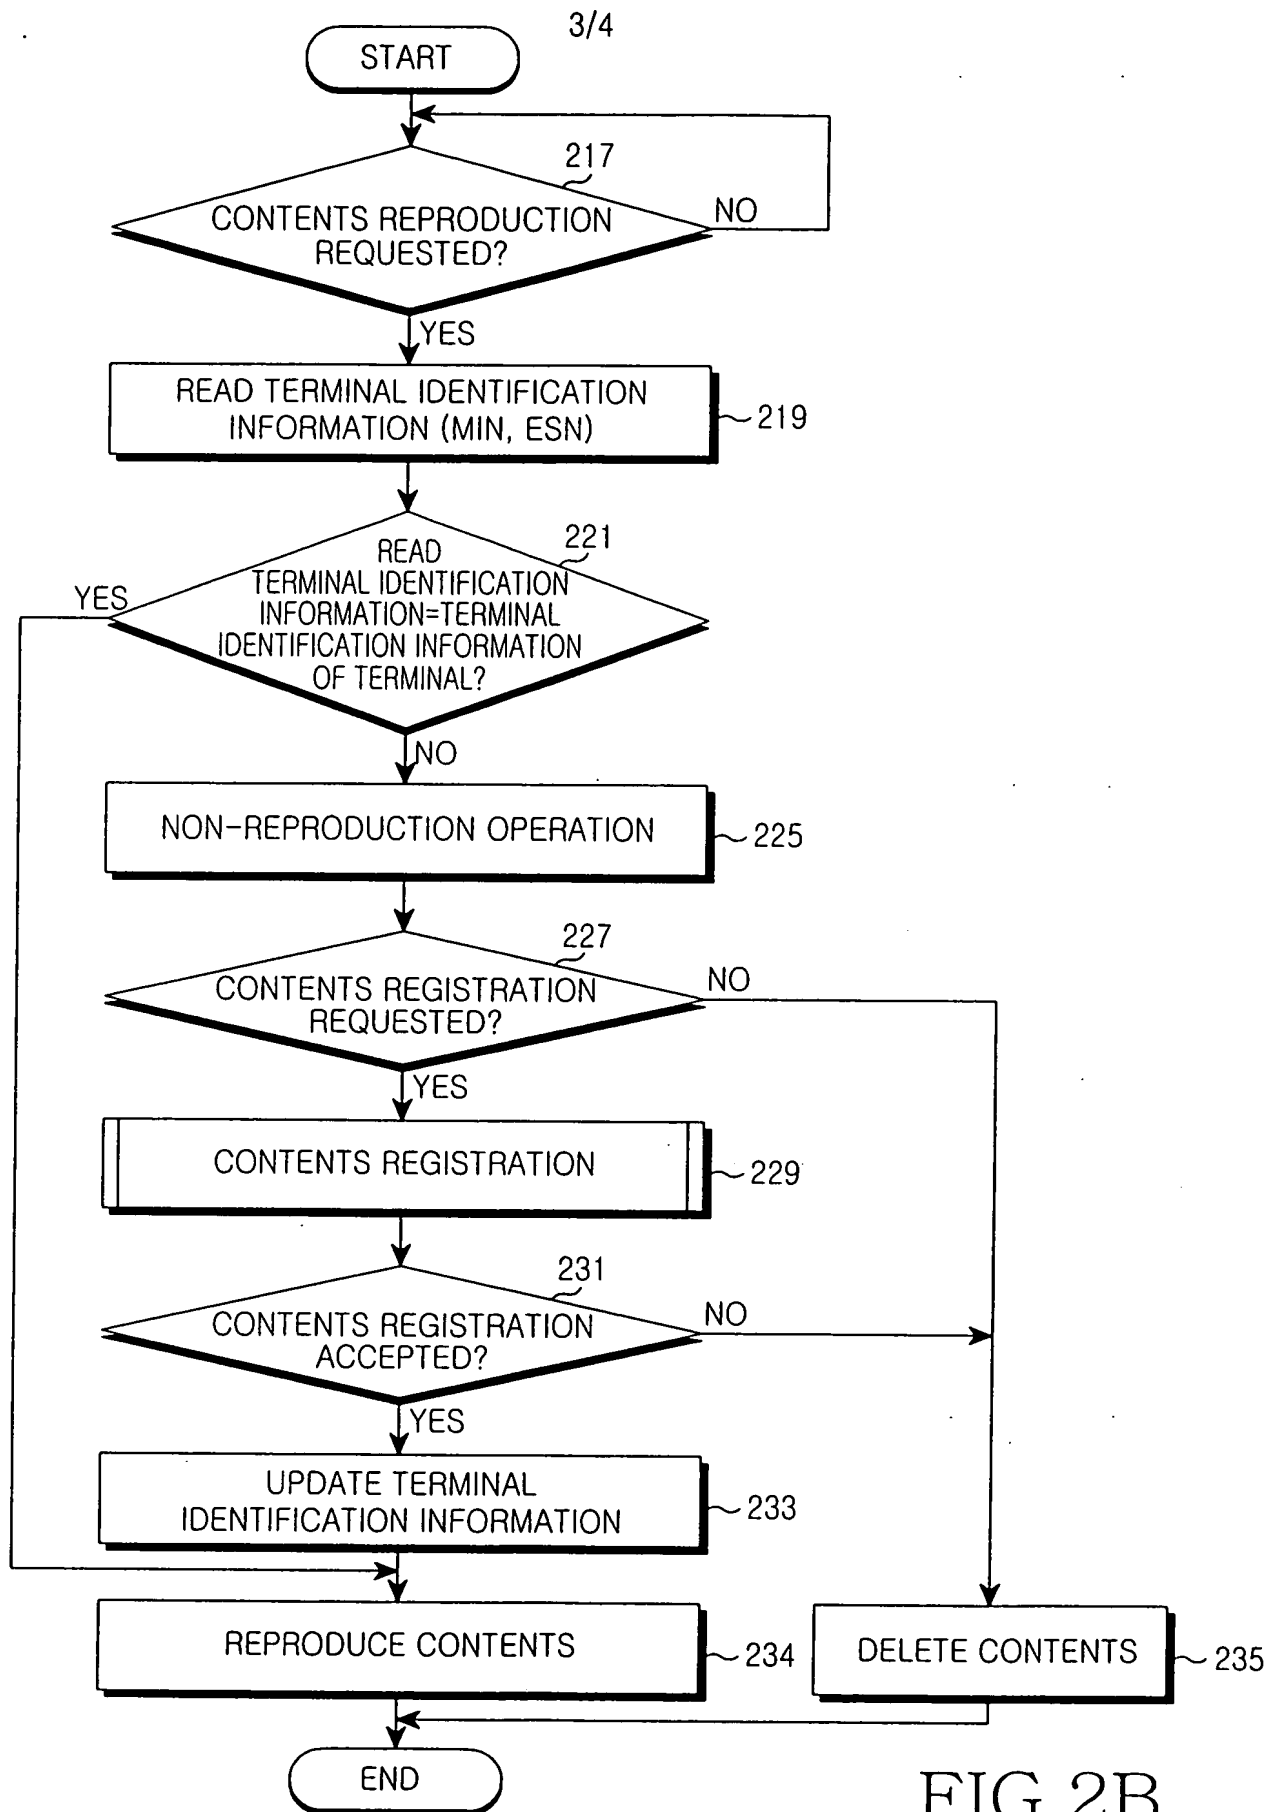 3/4
START
217
CONTENTS REPRODUCTION
REQUESTED?
NO
YES
READ TERMINAL IDENTIFICATION
INFORMATION (MIN, ESN)
219
221
READ
TERMINAL IDENTIFICATION
INFORMATION=TERMINAL
IDENTIFICATION INFORMATION
OF TERMINAL?
YES
NO
NON-REPRODUCTION OPERATION
225
227
CONTENTS REGISTRATION
REQUESTED?
NO
YES
CONTENTS REGISTRATION
229
231
CONTENTS REGISTRATION
ACCEPTED?
NO
YES
UPDATE TERMINAL
IDENTIFICATION INFORMATION
233
REPRODUCE CONTENTS
234
DELETE CONTENTS
235
END
FIG.2B